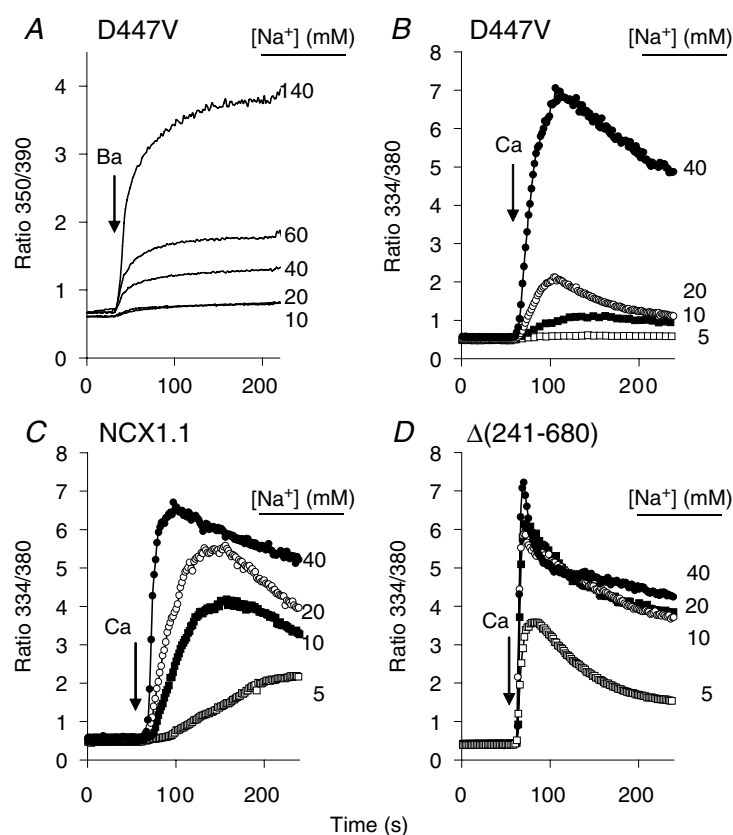 A D447V
[Na+] (mM)
Ratio 350/390
4
3
2
1
0
Ba
140
60
40
20
10
0 100 200
B D447V
[Na+] (mM)
Ratio 334/380
8
7
6
5
4
3
2
1
0
Ca
40
20
10
5
0 100 200
C NCX1.1
[Na+] (mM)
Ratio 334/380
8
7
6
5
4
3
2
1
0
Ca
40
20
10
5
0 100 200
D Δ(241-680)
[Na+] (mM)
Ratio 334/380
8
7
6
5
4
3
2
1
0
Ca
40
20
10
5
0 100 200
Time (s)